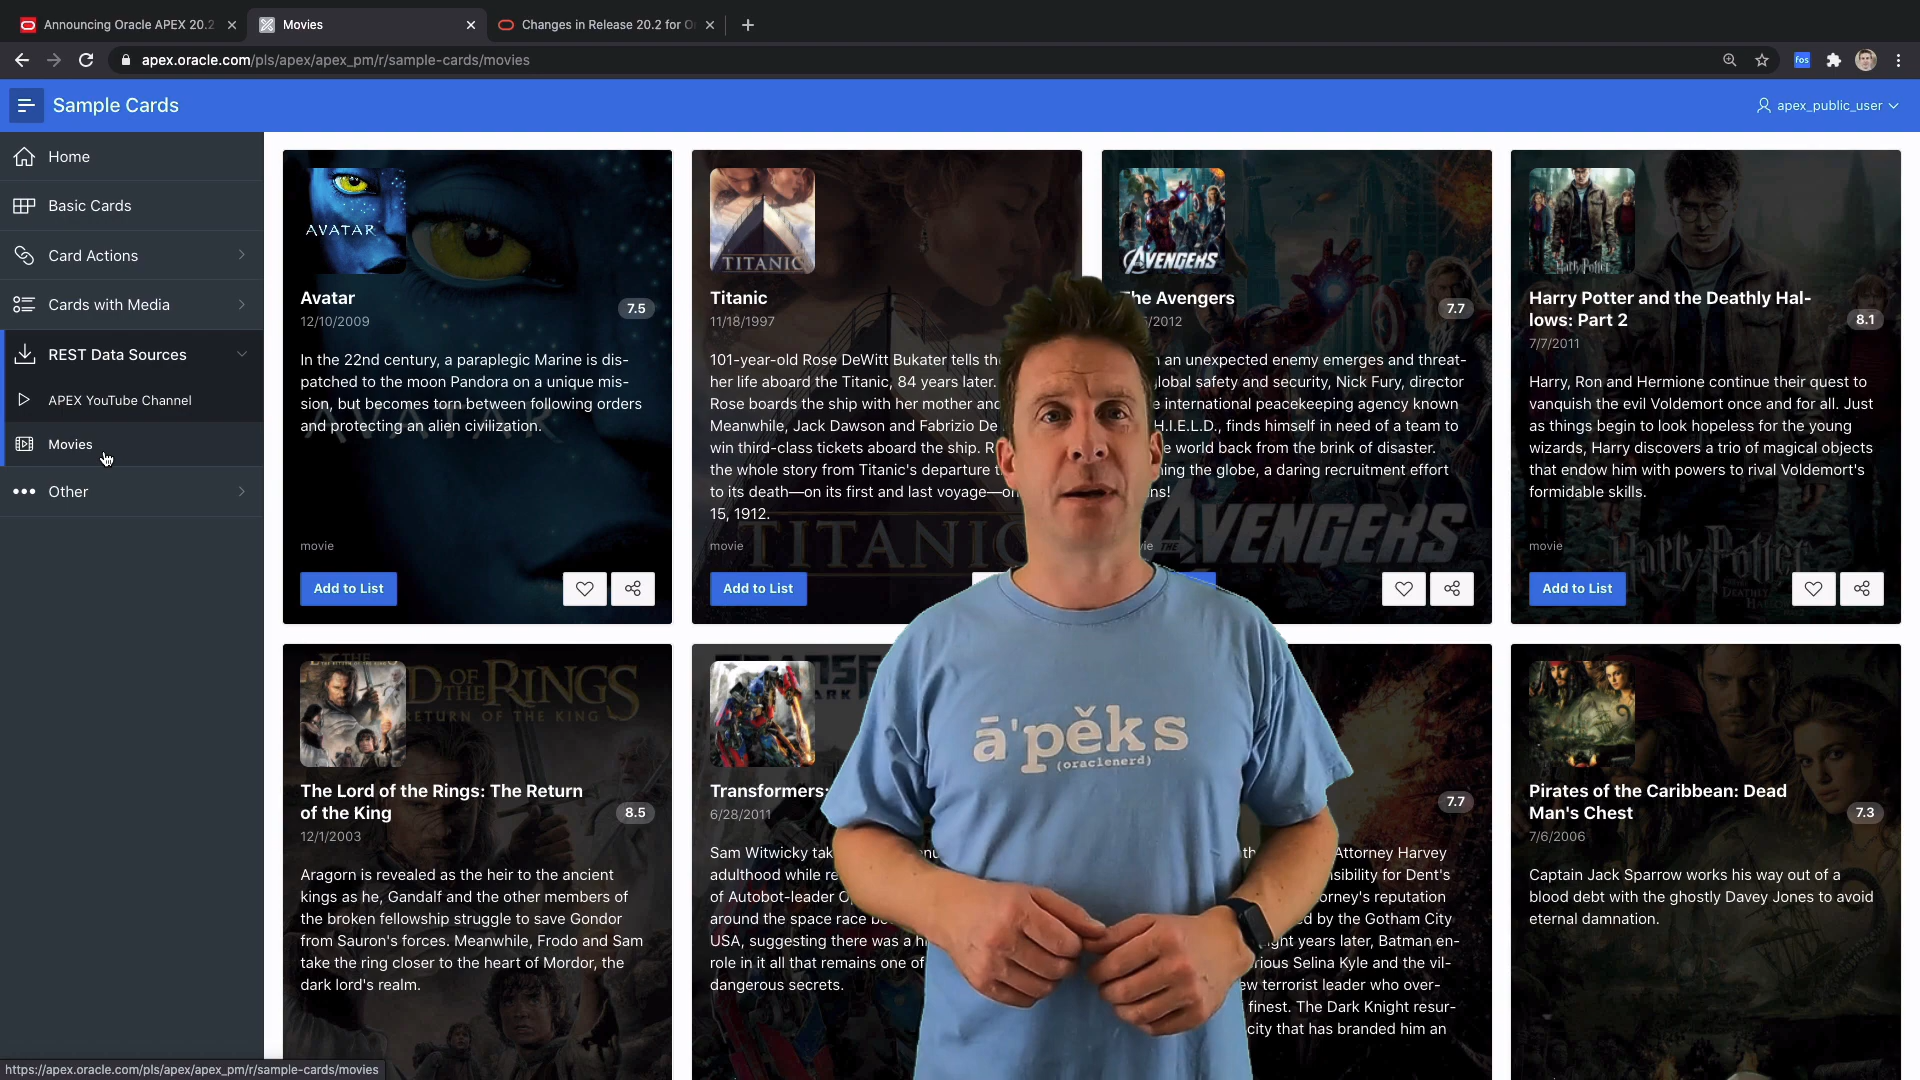 Announcing Oracle APEX 20.2
Movies
Changes in Release 20.2 for O
apex.oracle.com/pls/apex/apex_pm/r/sample-cards/movies
fos
Sample Cards
apex_public_user
Home
Basic Cards
Card Actions
Cards with Media
REST Data Sources
APEX YouTube Channel
Movies
Other
AVATAR
Avatar
7.5
12/10/2009
In the 22nd century, a paraplegic Marine is dis-
patched to the moon Pandora on a unique mis-
sion, but becomes torn between following orders
and protecting an alien civilization.
movie
Add to List
TITANIC
Titanic
11/18/1997
101-year-old Rose DeWitt Bukater tells
her life aboard the Titanic, 84 years later.
Rose boards the ship with her mother
Meanwhile, Jack Dawson and Fabrizio De
win third-class tickets aboard the ship.
the whole story from Titanic's departure
to its death—on its first and last voyage—
15, 1912.
TITANIC
movie
Add to List
AVENGERS
The Avengers
7.7
/2012
an unexpected enemy emerges and threat-
global safety and security, Nick Fury, director
international peacekeeping agency known
H.I.E.L.D., finds himself in need of a team to
world back from the brink of disaster.
the globe, a daring recruitment effort
THE AVENGERS
Harry Potter
Harry Potter and the Deathly Hal-
lows: Part 2
8.1
7/7/2011
Harry, Ron and Hermione continue their quest to
vanquish the evil Voldemort once and for all. Just
as things begin to look hopeless for the young
wizards, Harry discovers a trio of magical objects
that endow him with powers to rival Voldemort's
formidable skills.
Harry Potter
movie
Add to List
THE LORD OF THE RINGS
RETURN OF THE KING
The Lord of the Rings: The Return
of the King
8.5
12/1/2003
Aragorn is revealed as the heir to the ancient
kings as he, Gandalf and the other members of
the broken fellowship struggle to save Gondor
from Sauron's forces. Meanwhile, Frodo and Sam
take the ring closer to the heart of Mordor, the
dark lord's realm.
Transformers:
6/28/2011
Sam Witwicky
adulthood while
of Autobot-leader
around the space race
USA, suggesting there was a
role in it all that remains one of
dangerous secrets.
7.7
Attorney Harvey
for Dent's
reputation
by the Gotham City
years later, Batman en-
Selina Kyle and the vil-
terrorist leader who over-
finest. The Dark Knight resur-
city that has branded him an
Pirates of the Caribbean: Dead
Man's Chest
7.3
7/6/2006
Captain Jack Sparrow works his way out of a
blood debt with the ghostly Davey Jones to avoid
eternal damnation.
ā'pěks
(oraclenerd)
https://apex.oracle.com/pls/apex/apex_pm/r/sample-cards/movies